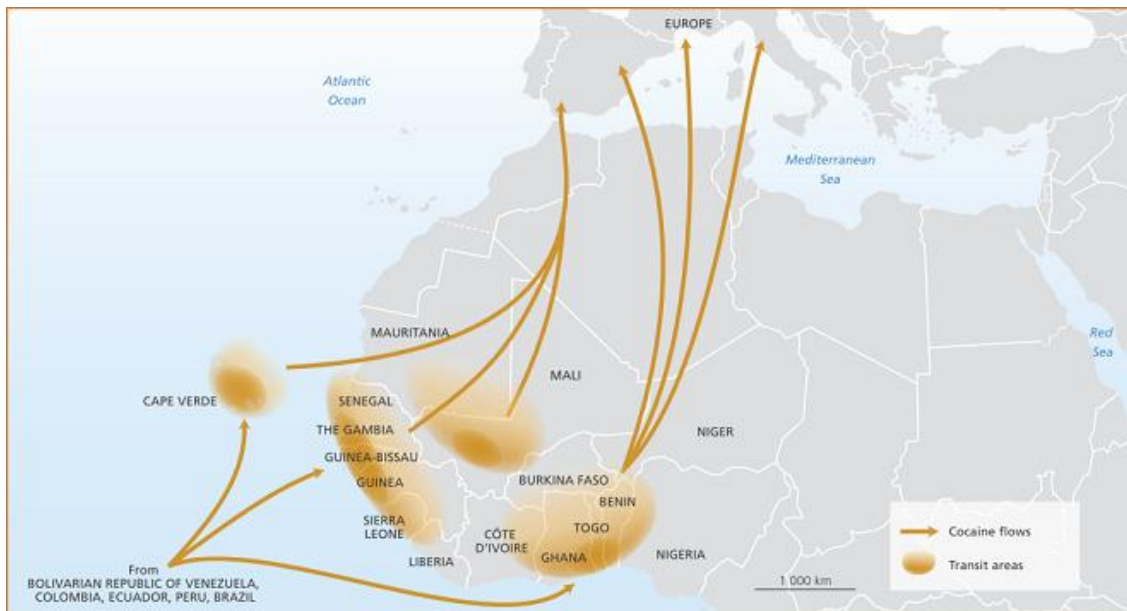 EUROPE
Atlantic
Ocean
Mediterranean
Sea
MAURITANIA
Red
Sea
MALI
CAPE VERDE
SENEGAL
THE GAMBIA
NIGER
GUINEA-BISSAU
GUINEA
BURKINA FASO
BENIN
SIERRA
LEONE
TOGO
CÔTE
D'IVOIRE
Cocaine flows
LIBERIA
GHANA
NIGERIA
Transit areas
From
BOLIVARIAN REPUBLIC OF VENEZUELA,
COLOMBIA, ECUADOR, PERU, BRAZIL
1 000 km